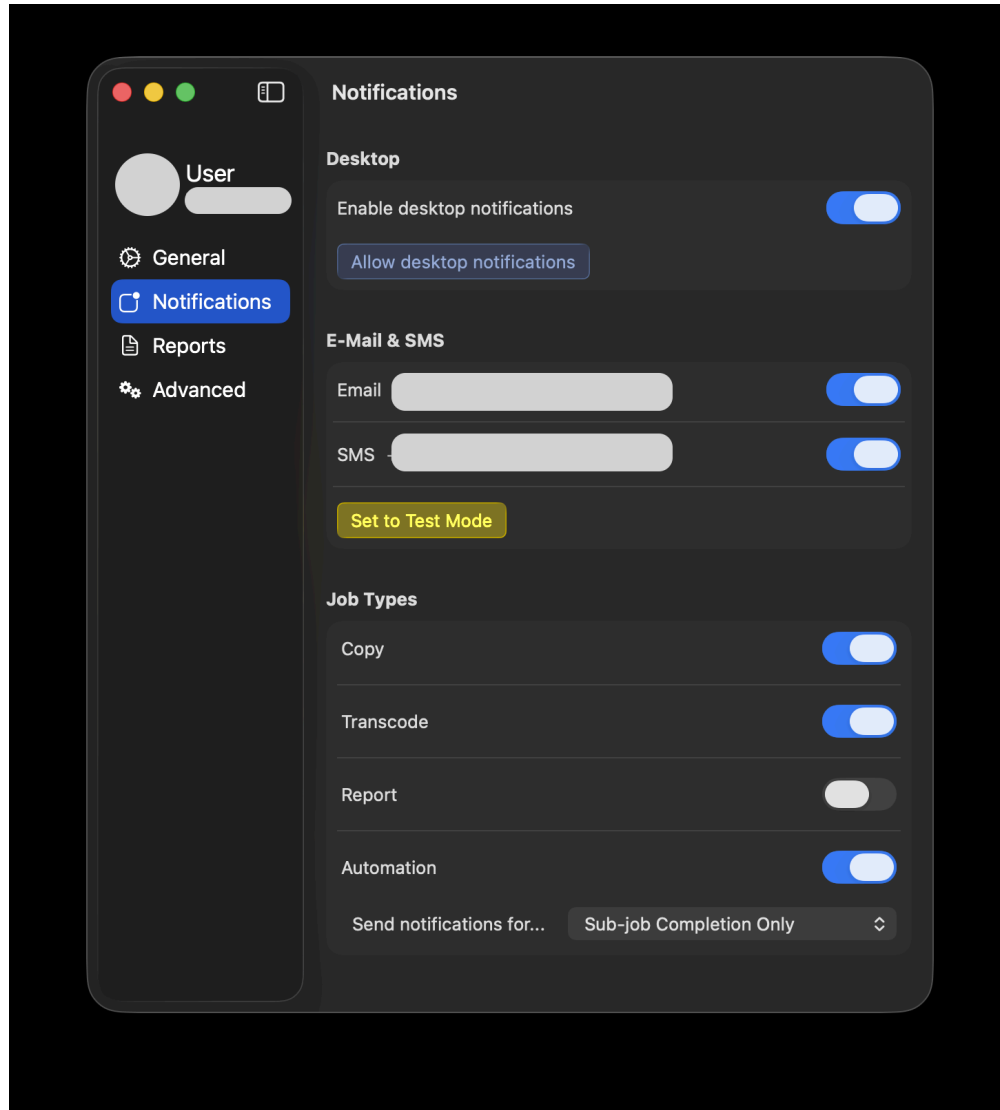 Notifications
User
General
Notifications
Reports
Advanced
Desktop
Enable desktop notifications
Allow desktop notifications
E-Mail & SMS
Email
SMS
Set to Test Mode
Job Types
Copy
Transcode
Report
Automation
Send notifications for... Sub-job Completion Only